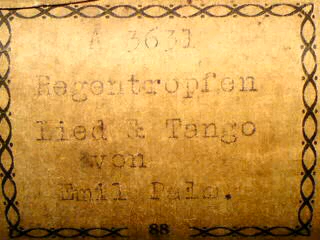 A 3631
Regentropfen
Lied & Tango
von
Emil Palm.
88